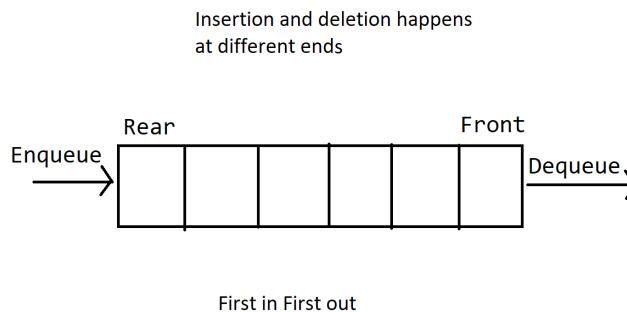 Insertion and deletion happens
at different ends
Rear
Front
Enqueue
Dequeue
First in First out